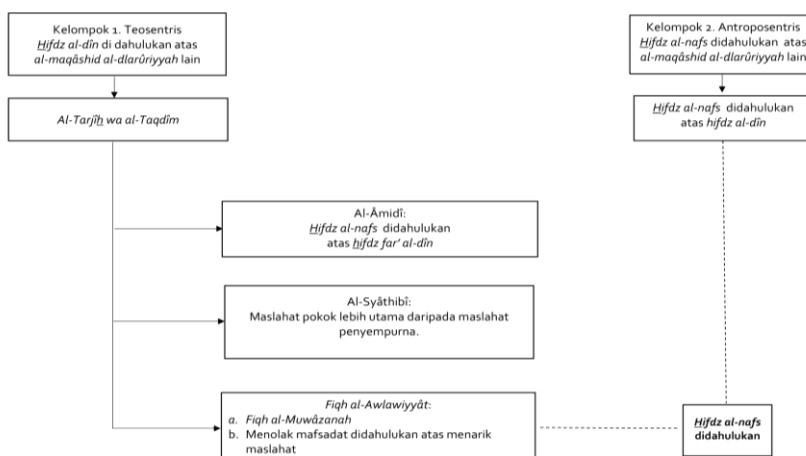 Kelompok 1. Teosentris
Hifdz al-dîn di dahulukan atas
al-maqâshid al-dlarûriyyah lain
Al-Tarjîh wa al-Taqdîm
Kelompok 2. Antroposentris
Hifdz al-nafs didahulukan atas
al-maqâshid al-dlarûriyyah lain
Hifdz al-nafs didahulukan
atas hifdz al-dîn
Al-Âmidî:
Hifdz al-nafs didahulukan
atas hifdz far' al-dîn
Al-Syâthibî:
Maslahat pokok lebih utama daripada maslahat
penyempurna.
Fiqh al-Awlawiyyât:
a. Fiqh al-Muwâzanah
b. Menolak mafsadat didahulukan atas menarik
maslahat
Hifdz al-nafs
didahulukan